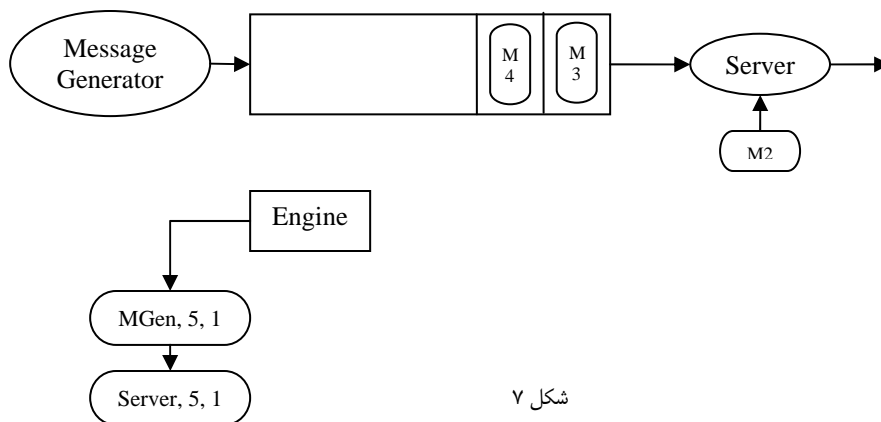 Message
Generator
M
4
M
3
Server
M2
Engine
MGen, 5, 1
Server, 5, 1
شکل ۷